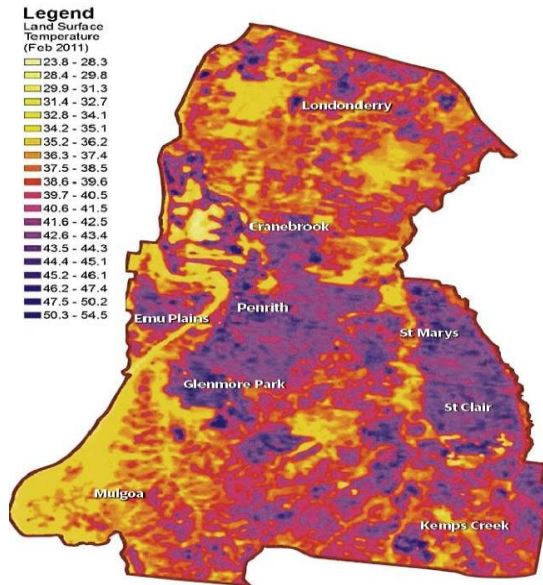 Legend
Land Surface
Temperature
(Feb 2011)
23.8 - 28.3
28.4 - 29.8
29.9 - 31.3
31.4 - 32.7
32.8 - 34.1
34.2 - 35.1
35.2 - 36.2
36.3 - 37.4
37.5 - 38.5
38.6 - 39.6
39.7 - 40.5
40.6 - 41.5
41.6 - 42.5
42.6 - 43.4
43.5 - 44.3
44.4 - 45.1
45.2 - 46.1
46.2 - 47.4
47.5 - 50.2
50.3 - 54.5
Londonderry
Cranebrook
Penrith
Emu Plains
St Marys
Glenmore Park
St Clair
Mulgoa
Kemps Creek